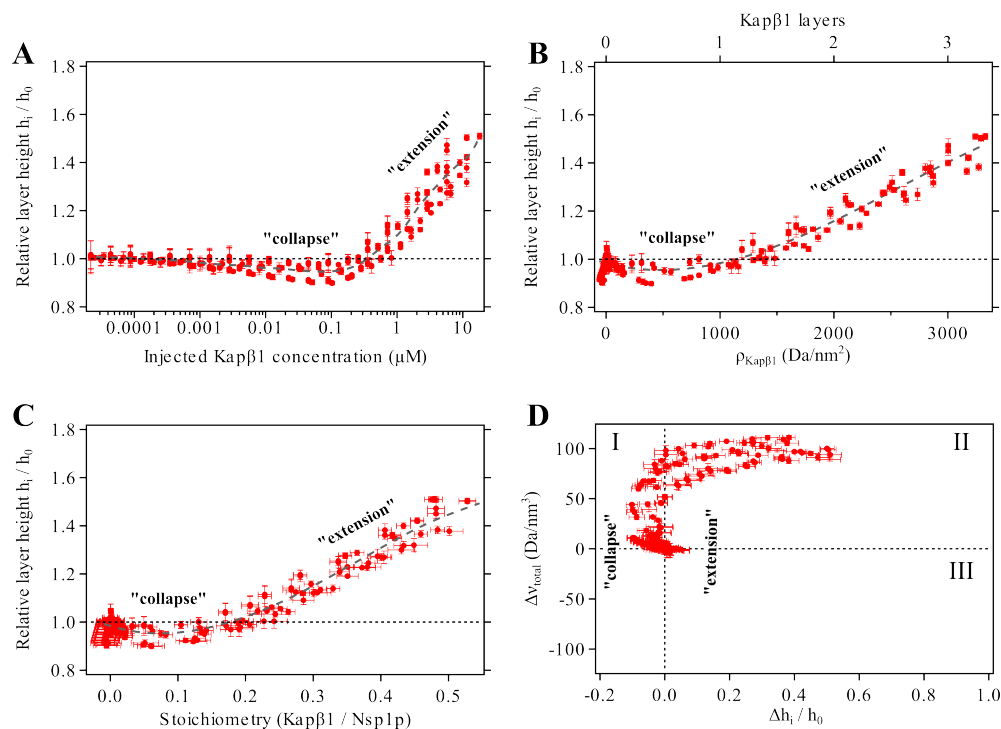 A
Relative layer height hᵢ / h₀
1.8
1.6
1.4
1.2
1.0
0.8
"extension"
"collapse"
0.0001 0.001 0.01 0.1 1 10
Injected Kapβ1 concentration (µM)
B
Kapβ1 layers
0 1 2 3
Relative layer height hᵢ / h₀
1.8
1.6
1.4
1.2
1.0
0.8
"extension"
"collapse"
0 1000 2000 3000
ρKapβ1 (Da/nm²)
C
Relative layer height hᵢ / h₀
1.8
1.6
1.4
1.2
1.0
0.8
"extension"
"collapse"
0.0 0.1 0.2 0.3 0.4 0.5
Stoichiometry (Kapβ1 / Nsp1p)
D
Δνtotal (Da/nm³)
100
50
0
-50
-100
I
II
III
"collapse"
"extension"
-0.2 0.0 0.2 0.4 0.6 0.8 1.0
Δhᵢ / h₀